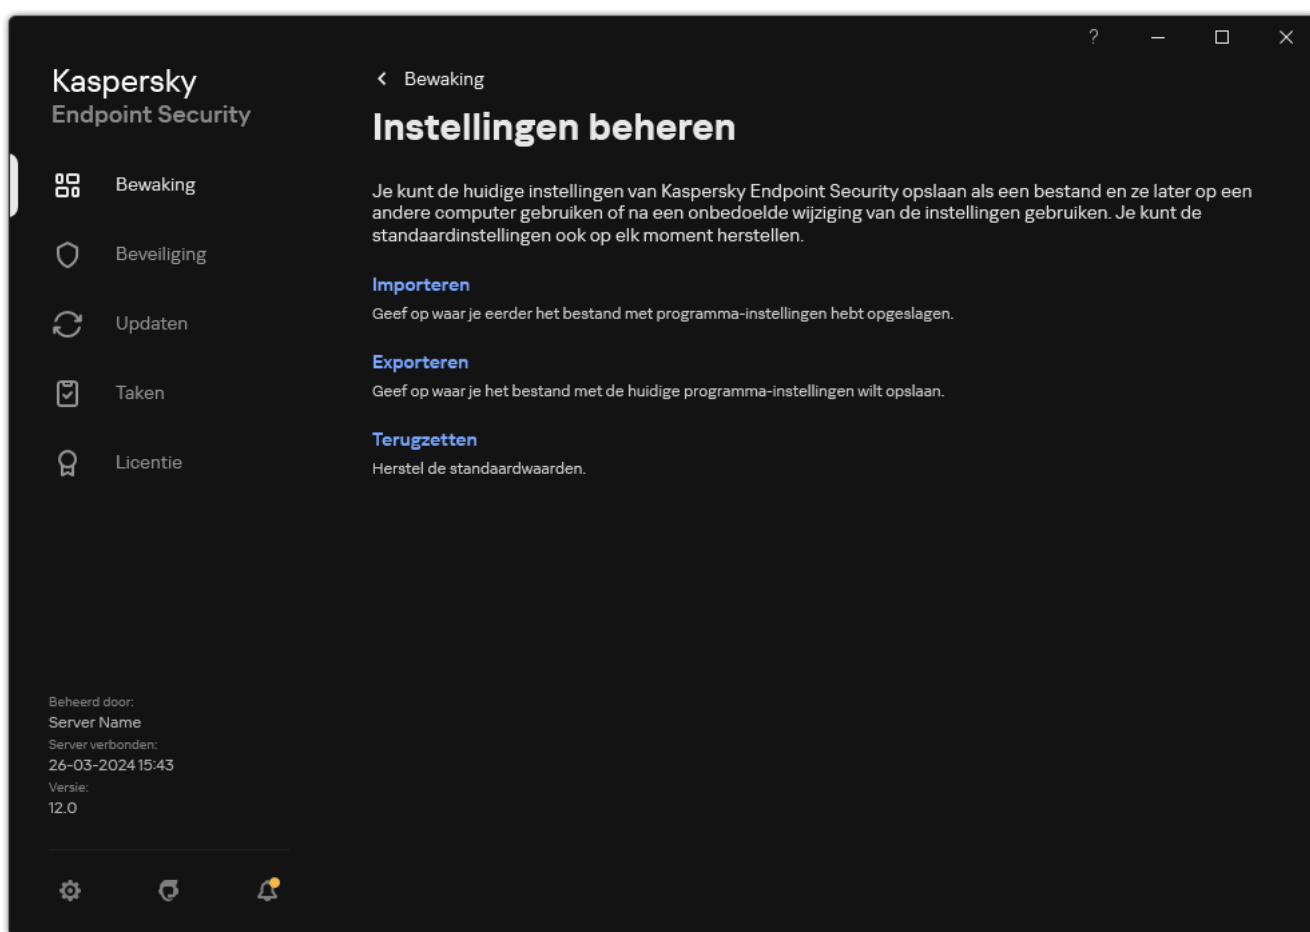 ?
Kaspersky
Endpoint Security
Bewaking
Beveiliging
Updaten
Taken
Licentie
Beheerd door:
Server Name
Server verbonden:
26-03-2024 15:43
Versie:
12.0
Bewaking
Instellingen beheren
Je kunt de huidige instellingen van Kaspersky Endpoint Security opslaan als een bestand en ze later op een
andere computer gebruiken of na een onbedoelde wijziging van de instellingen gebruiken. Je kunt de
standaardinstellingen ook op elk moment herstellen.
Importeren
Geef op waar je eerder het bestand met programma-instellingen hebt opgeslagen.
Exporteren
Geef op waar je het bestand met de huidige programma-instellingen wilt opslaan.
Terugzetten
Herstel de standaardwaarden.